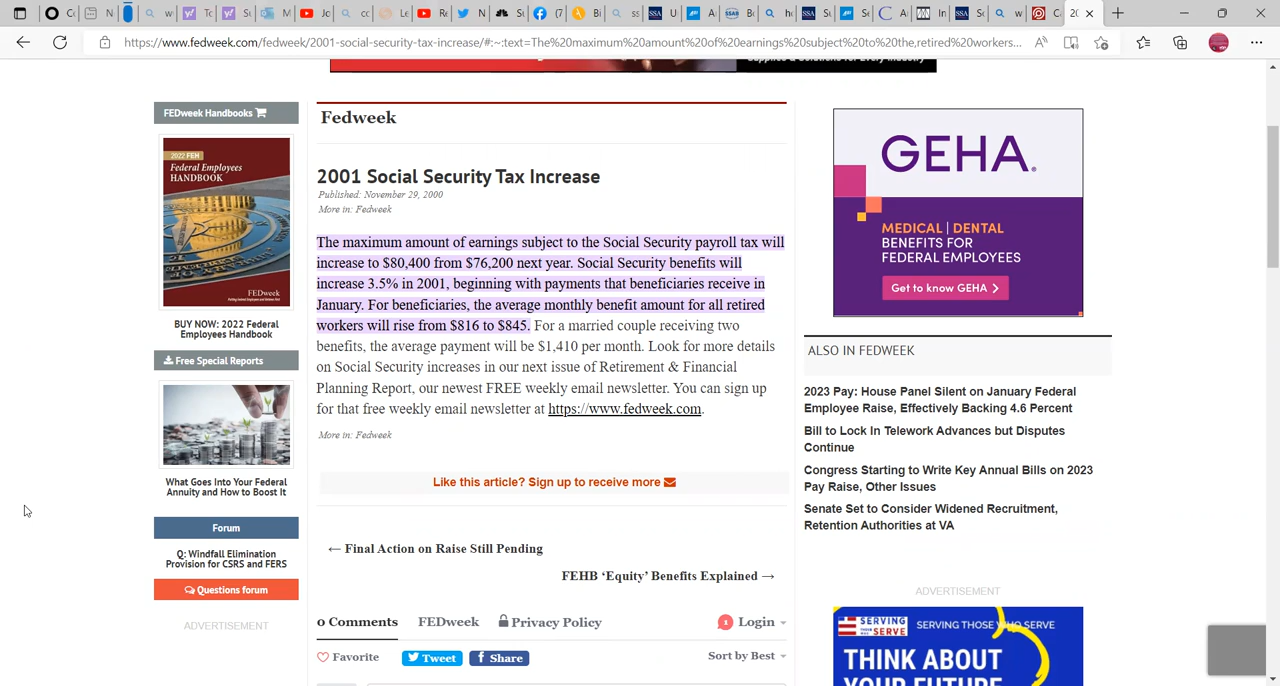 https://www.fedweek.com/fedweek/2001-social-security-tax-increase/#:~:text=The%20maximum%20amount%20of%20earnings%20subject%20to%20the,retired%20workers...
FEDweek Handbooks
2022 FEH
Federal Employees
HANDBOOK
FEDweek
BUY NOW: 2022 Federal
Employees Handbook
Free Special Reports
What Goes Into Your Federal
Annuity and How to Boost It
Forum
Q: Windfall Elimination
Provision for CSRS and FERS
Questions forum
ADVERTISEMENT
Fedweek
2001 Social Security Tax Increase
Published: November 29, 2000
More in: Fedweek
The maximum amount of earnings subject to the Social Security payroll tax will
increase to $80,400 from $76,200 next year. Social Security benefits will
increase 3.5% in 2001, beginning with payments that beneficiaries receive in
January. For beneficiaries, the average monthly benefit amount for all retired
workers will rise from $816 to $845. For a married couple receiving two
benefits, the average payment will be $1,410 per month. Look for more details
on Social Security increases in our next issue of Retirement & Financial
Planning Report, our newest FREE weekly email newsletter. You can sign up
for that free weekly email newsletter at https://www.fedweek.com.
More in: Fedweek
Like this article? Sign up to receive more
← Final Action on Raise Still Pending
FEHB ‘Equity’ Benefits Explained →
0 Comments
FEDweek
Privacy Policy
1
Login
Favorite
Tweet
Share
Sort by Best
GEHA
MEDICAL | DENTAL
BENEFITS FOR
FEDERAL EMPLOYEES
Get to know GEHA >
ALSO IN FEDWEEK
2023 Pay: House Panel Silent on January Federal
Employee Raise, Effectively Backing 4.6 Percent
Bill to Lock In Telework Advances but Disputes
Continue
Congress Starting to Write Key Annual Bills on 2023
Pay Raise, Other Issues
Senate Set to Consider Widened Recruitment,
Retention Authorities at VA
ADVERTISEMENT
SERVING THOSE WHO SERVE
THINK ABOUT